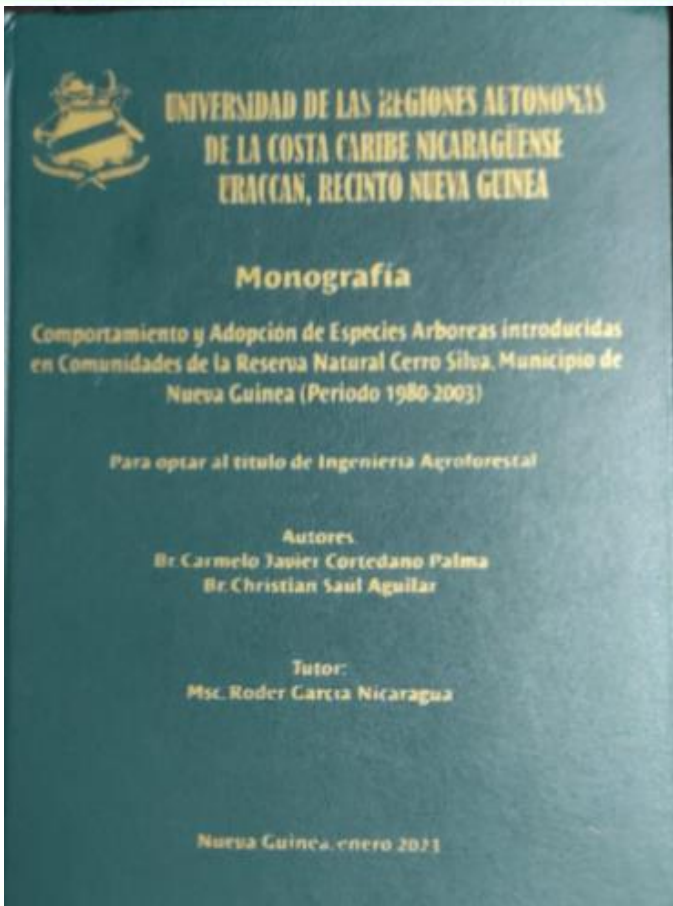 UNIVERSIDAD DE LAS REGIONES AUTONOMAS
DE LA COSTA CARIBE NICARAGÜENSE
URACCAN, RECINTO NUEVA GUINEA
Monografía
Comportamiento y Adopción de Especies Arboreas introducidas
en Comunidades de la Reserva Natural Cerro Silva, Municipio de
Nueva Guinea (Periodo 1980-2003)
Para optar al titulo de Ingeniería Agroforestal
Autores
Br. Carmelo Javier Cortedano Palma
Br. Christian Saúl Aguilar
Tutor:
Msc. Roder García Nicaragua
Nueva Guinea, enero